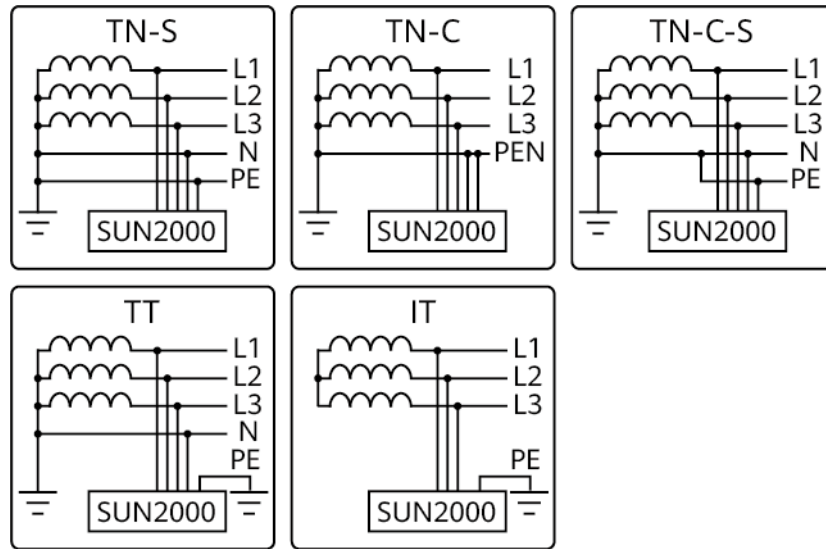 TN-S
L1
L2
L3
N
PE
SUN2000
TN-C
L1
L2
L3
PEN
SUN2000
TN-C-S
L1
L2
L3
N
PE
SUN2000
TT
L1
L2
L3
N
PE
SUN2000
IT
L1
L2
L3
PE
SUN2000